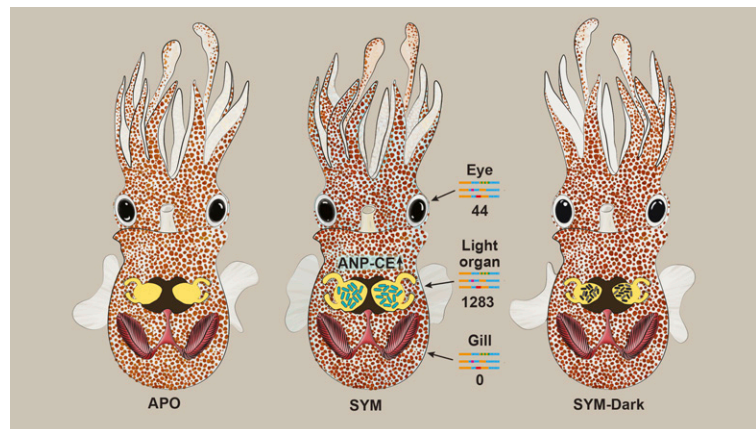 Eye
44
Light
organ
1283
ANP-CE
Gill
0
APO
SYM
SYM-Dark